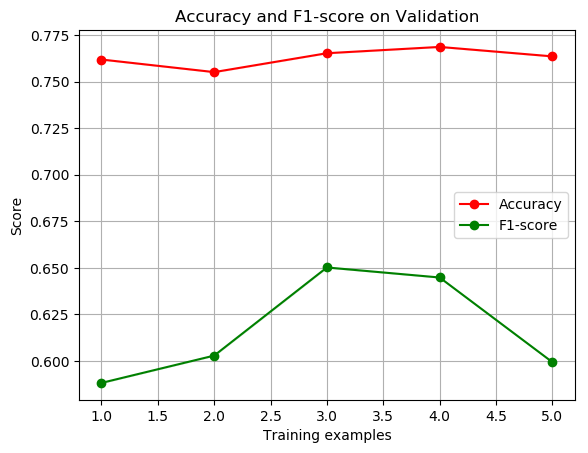 Accuracy and F1-score on Validation
0.775
0.750
0.725
0.700
0.675
0.650
0.625
0.600
Score
Accuracy
F1-score
1.0 1.5 2.0 2.5 3.0 3.5 4.0 4.5 5.0
Training examples